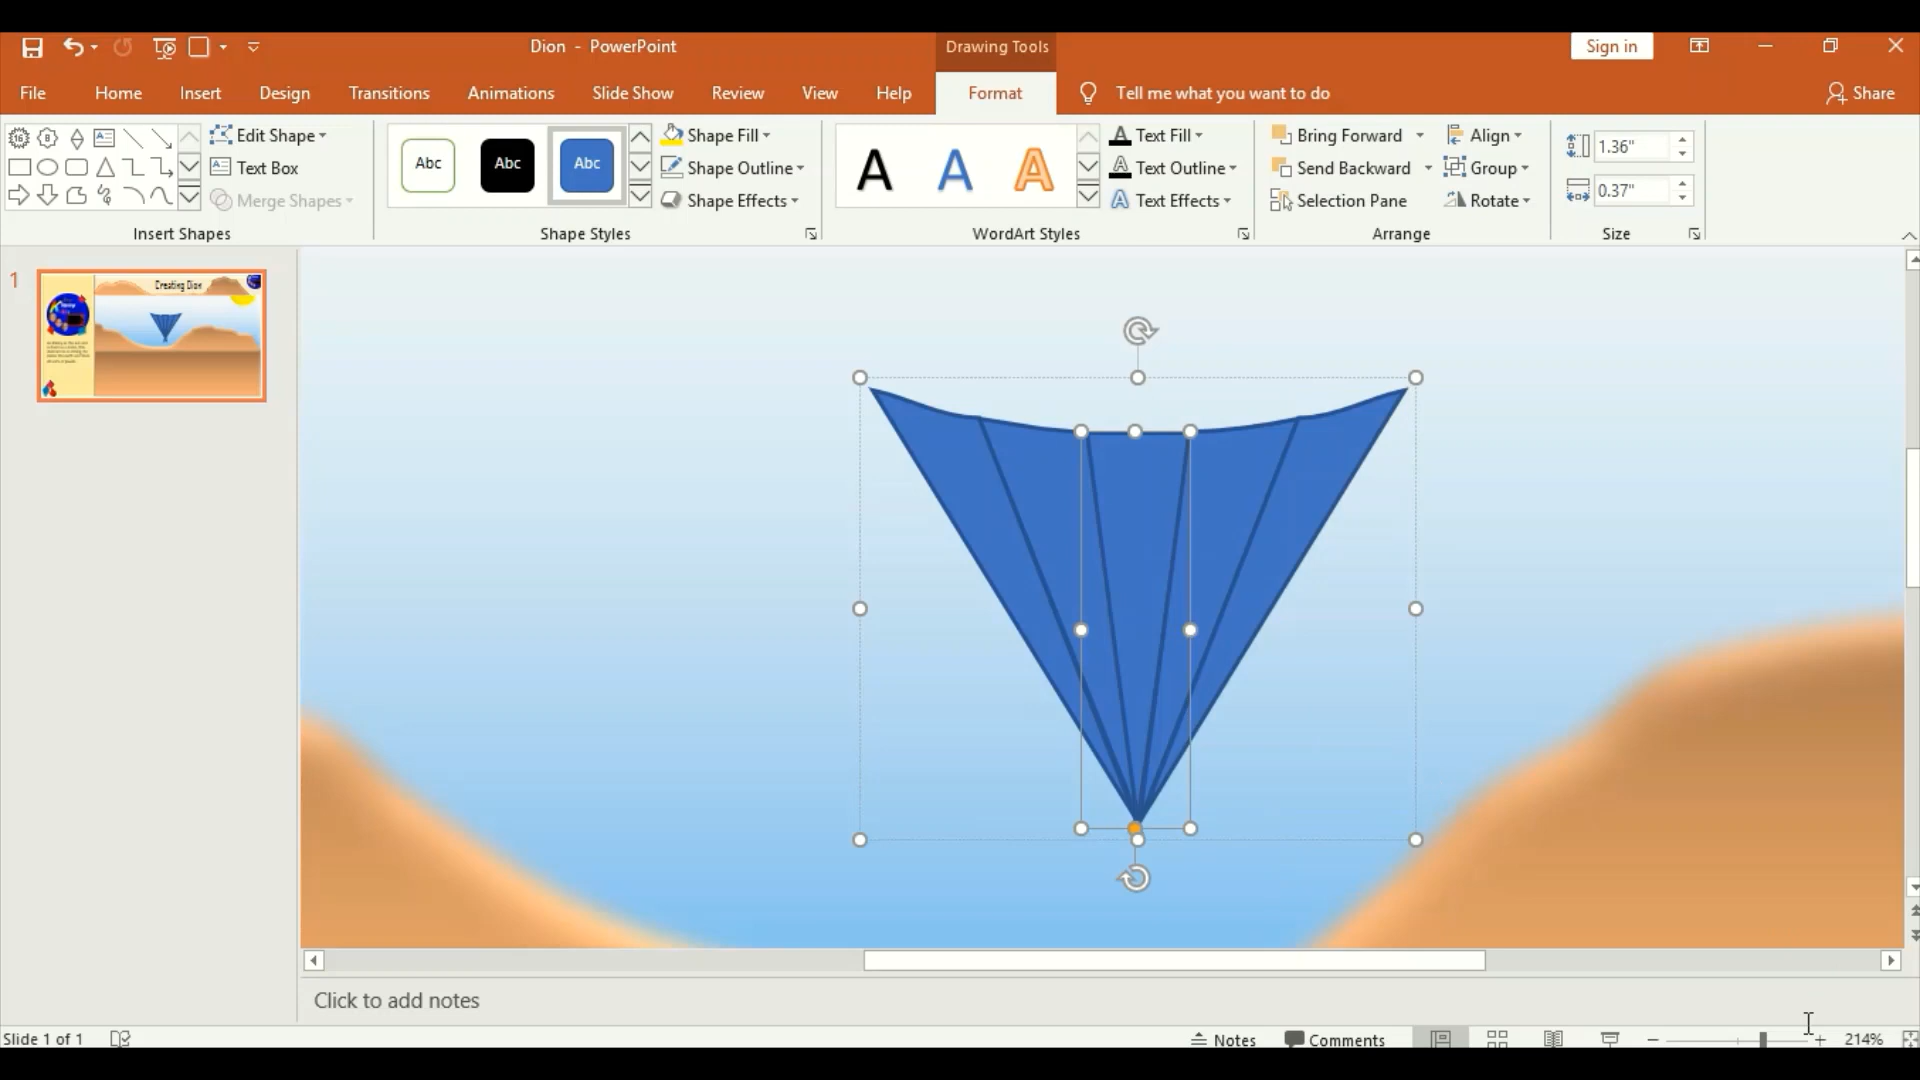 Dion - PowerPoint
Drawing Tools
Sign in
File Home Insert Design Transitions Animations Slide Show Review View Help Format Tell me what you want to do Share
Edit Shape
Text Box
Merge Shapes
Insert Shapes
Abc Abc Abc
Shape Fill
Shape Outline
Shape Effects
Shape Styles
A A A
Text Fill
Text Outline
Text Effects
WordArt Styles
Bring Forward
Send Backward
Selection Pane
Align
Group
Rotate
Arrange
1.36"
0.37"
Size
1
Creating Dion
Click to add notes
Slide 1 of 1
Notes Comments 214%